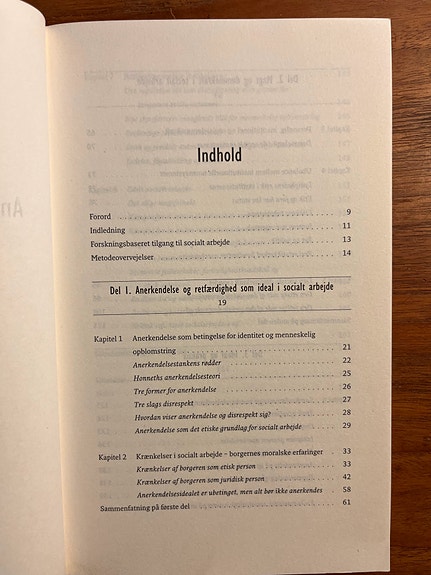 Indhold
Forord 9
Indledning 11
Forskningsbaseret tilgang til socialt arbejde 13
Metodeovervejelser 14
Del 1. Anerkendelse og retfærdighed som ideal i socialt arbejde
19
Kapitel 1 Anerkendelse som betingelse for identitet og menneskelig
opblomstring 21
Anerkendelsestankens rødder 22
Honneths anerkendelsesteori 25
Tre former for anerkendelse 26
Tre slags disrespekt 27
Hvordan viser anerkendelse og disrespekt sig? 28
Anerkendelse som det etiske grundlag for socialt arbejde 29
Kapitel 2 Krænkelser i socialt arbejde – borgernes moralske erfaringer 33
Krænkelser af borgeren som etisk person 33
Krænkelser af borgeren som juridisk person 42
Anerkendelsesidealet er ubetinget, men alt bør ikke anerkendes 58
Sammenfatning på første del 61